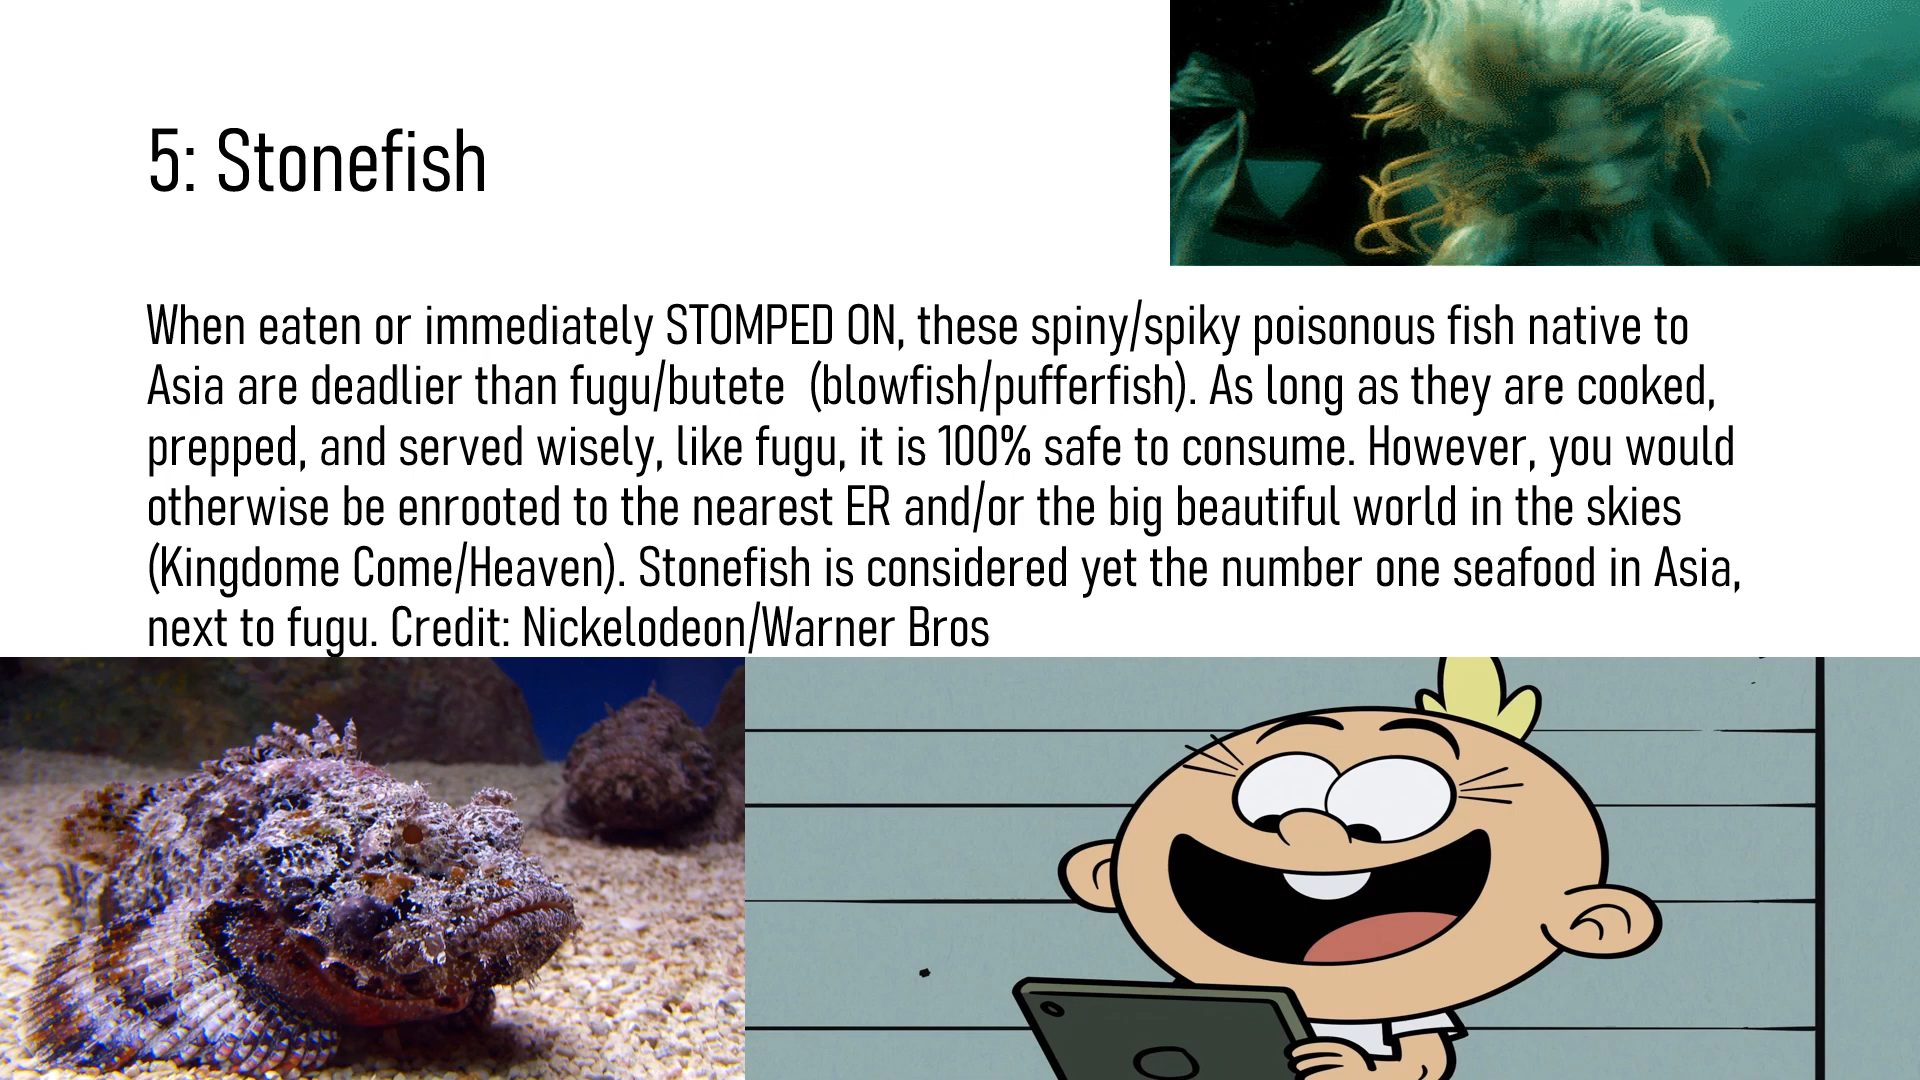 5: Stonefish
When eaten or immediately STOMPED ON, these spiny/spiky poisonous fish native to
Asia are deadlier than fugu/butete  (blowfish/pufferfish). As long as they are cooked,
prepped, and served wisely, like fugu, it is 100% safe to consume. However, you would
otherwise be enrooted to the nearest ER and/or the big beautiful world in the skies
(Kingdome Come/Heaven). Stonefish is considered yet the number one seafood in Asia,
next to fugu. Credit: Nickelodeon/Warner Bros